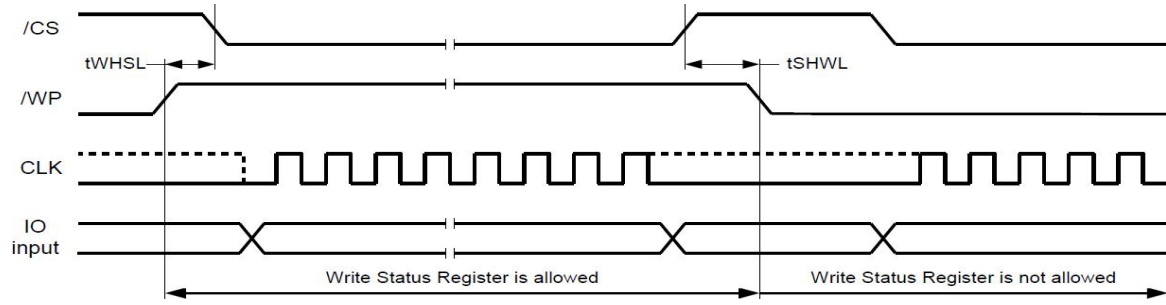 /CS
tWHSL
tSHWL
/WP
CLK
IO
input
Write Status Register is allowed
Write Status Register is not allowed